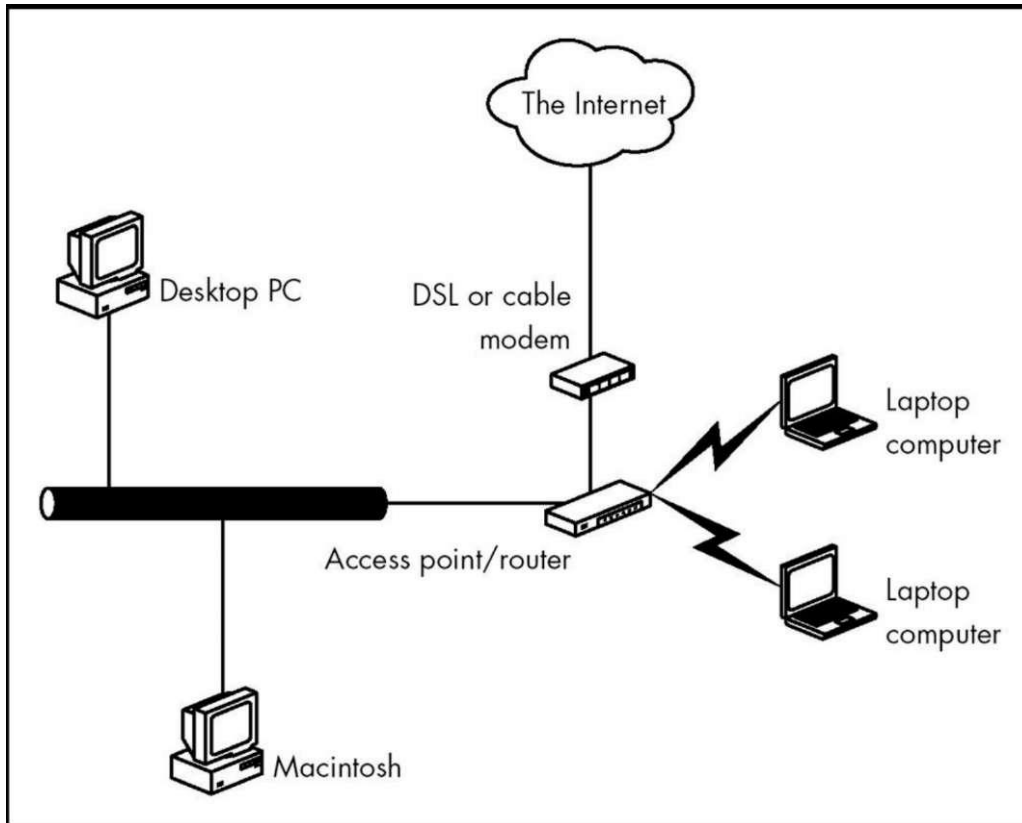 The Internet
Desktop PC
DSL or cable
modem
Laptop
computer
Access point/router
Laptop
computer
Macintosh